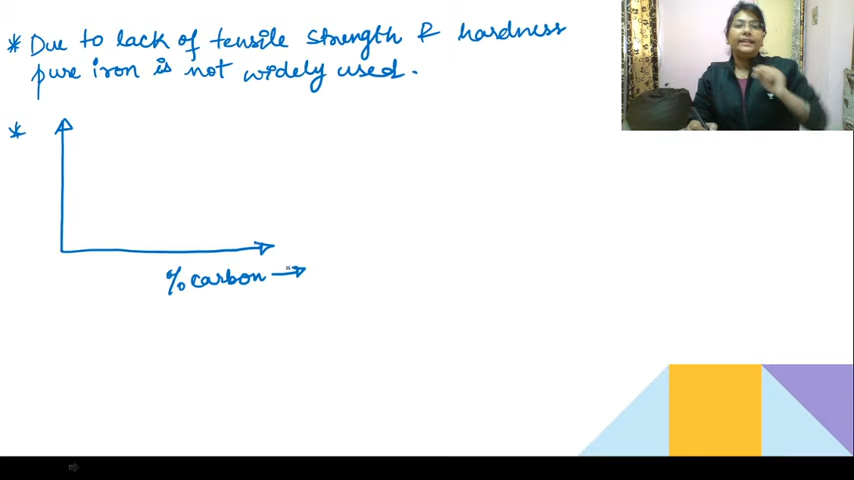 * Due to lack of tensile strength & hardness
pure iron is not widely used.
*
% carbon →